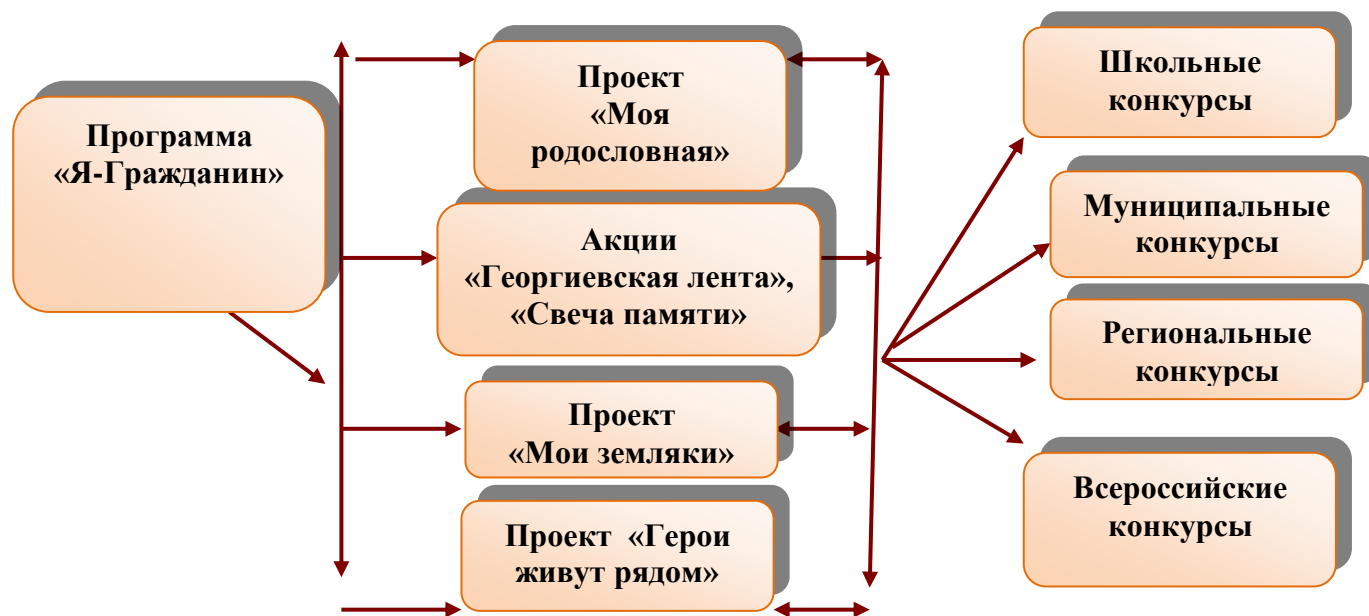 Программа
«Я-Гражданин»
Проект
«Моя
родословная»
Акции
«Георгиевская лента»,
«Свеча памяти»
Проект
«Мои земляки»
Проект «Герои
живут рядом»
Школьные
конкурсы
Муниципальные
конкурсы
Региональные
конкурсы
Всероссийские
конкурсы